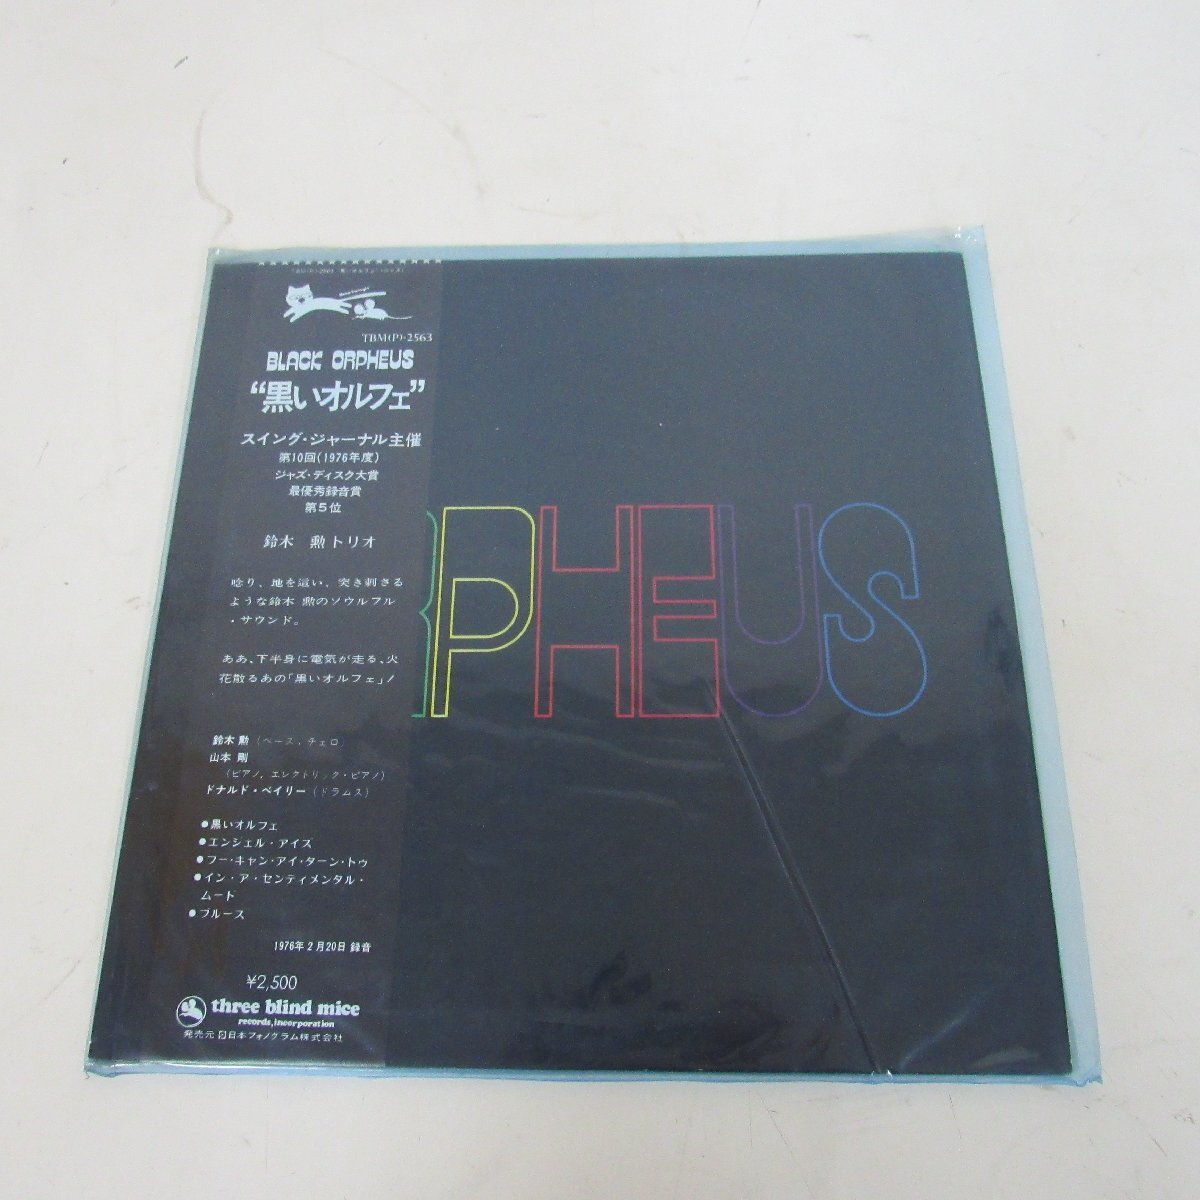 TBM(P)-2563
BLACK ORPHEUS
“黒いオルフェ”
スイング・ジャーナル主催
第10回(1976年度)
ジャズ・ディスク大賞
最優秀録音賞
第5位
鈴木 勲トリオ
唸り、地を這い、突き刺さる
ような鈴木 勲のソウルフル
・サウンド。
ああ、下半身に電気が走る、火
花散るあの「黒いオルフェ」!
鈴木 勲(ベース、チェロ)
山本 剛
(ピアノ, エレクトリック・ピアノ)
ドナルド・ベイリー(ドラムス)
●黒いオルフェ
●エンジェル・アイズ
●フー・キャン・アイ・ターン・トゥ
●イン・ア・センティメンタル・
ムード
●ブルース
1976年2月20日 録音
¥2,500
three blind mice
records, incorporation
発売元 日本フォノグラム株式会社
RPHEUS